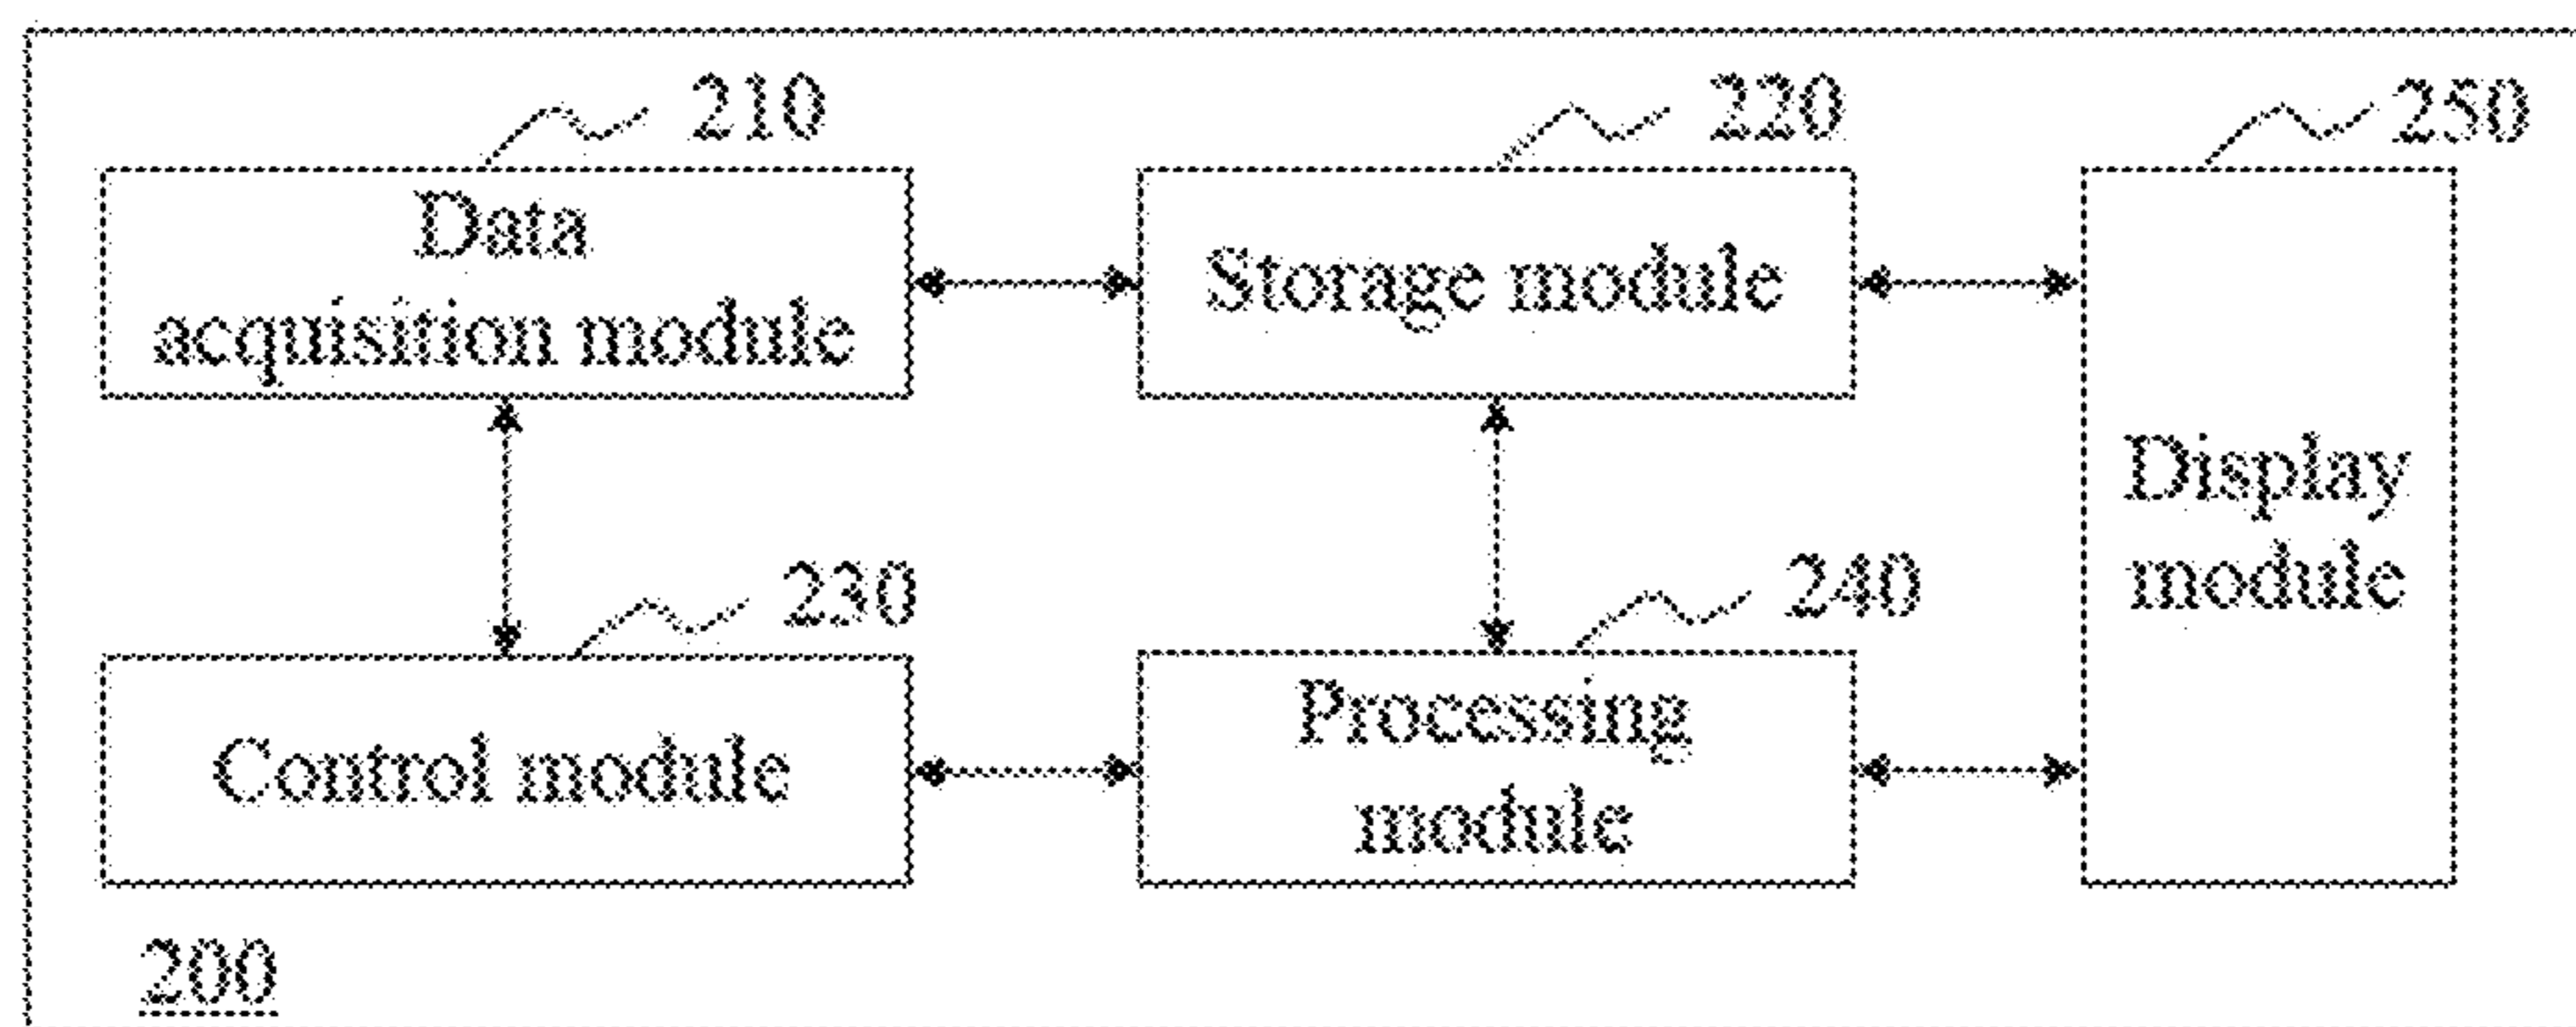 210
220
250
Data
acquisition module
Storage module
Display
module
230
240
Control module
Processing
module
200